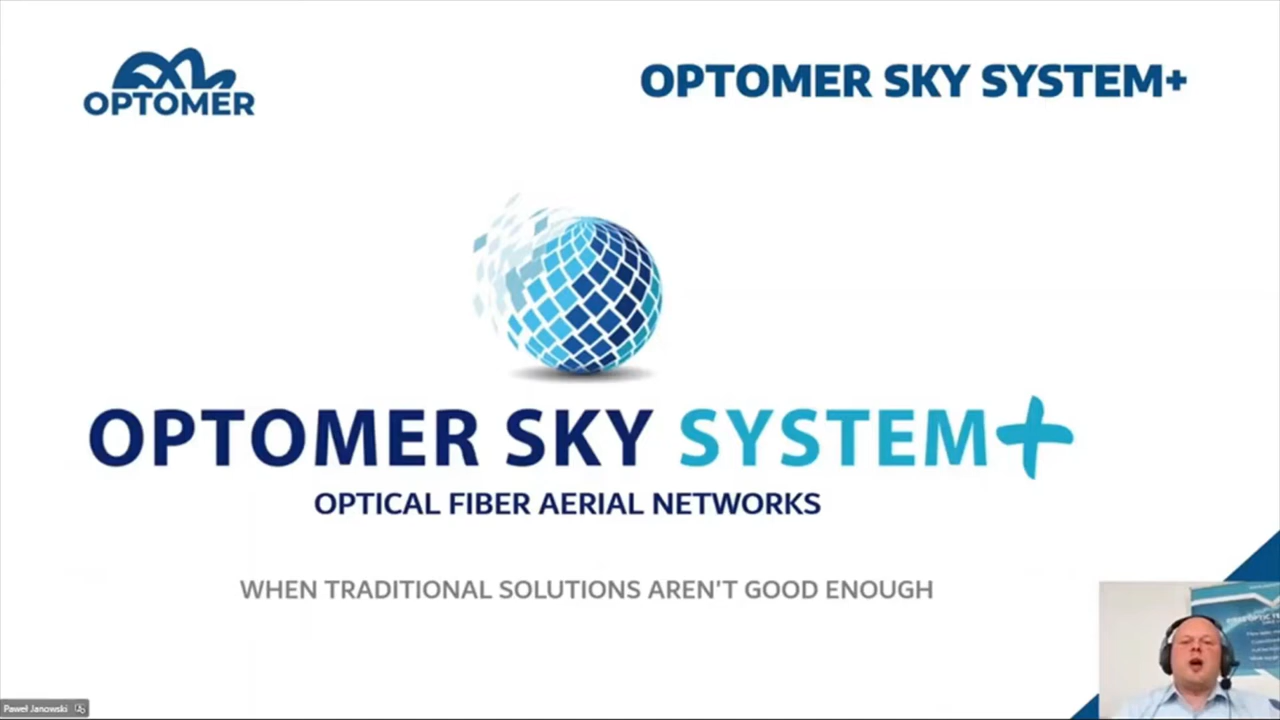 OPTOMER
OPTOMER SKY SYSTEM+
OPTOMER SKY SYSTEM+
OPTICAL FIBER AERIAL NETWORKS
WHEN TRADITIONAL SOLUTIONS AREN'T GOOD ENOUGH
Paweł Janowski